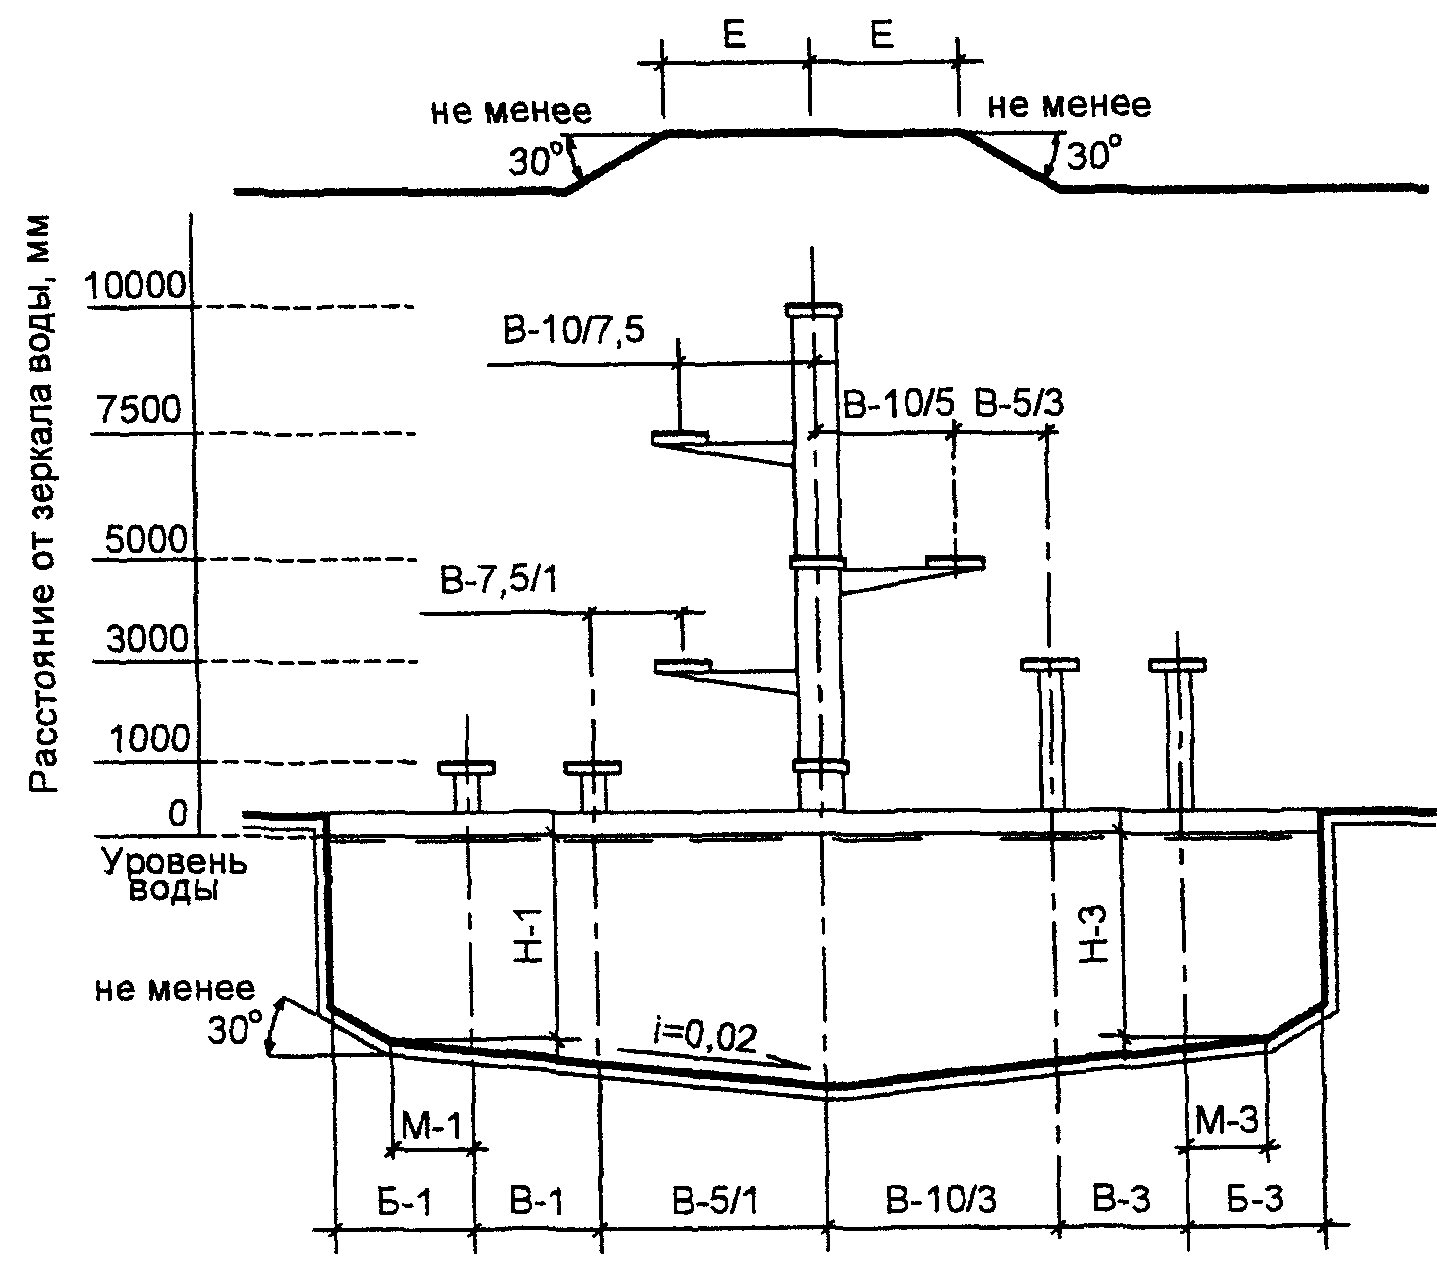 Е Е
не менее не менее
30° 30°
Расстояние от зеркала воды, мм
10000
В-10/7,5
7500
В-10/5 В-5/3
5000
В-7,5/1
3000
1000
0
Уровень
воды
Н-1 Н-3
не менее
30°
i=0,02
М-1 М-3
Б-1 В-1 В-5/1 В-10/3 В-3 Б-3